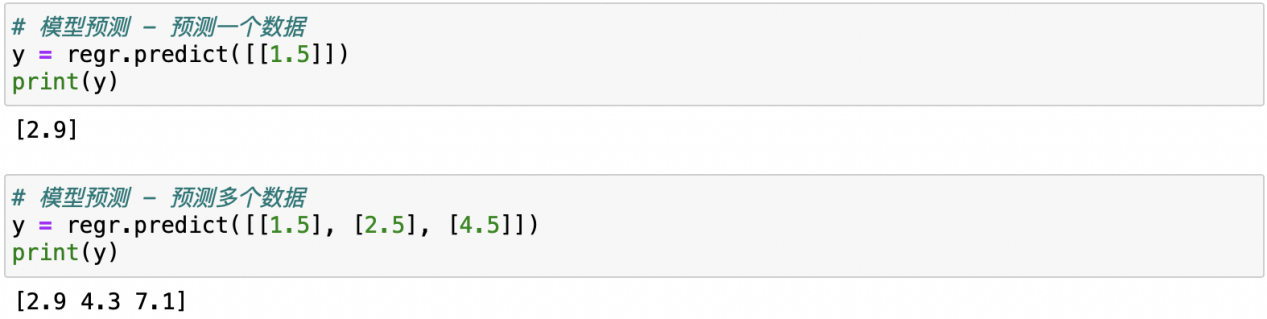 # 模型预测 – 预测一个数据
y = regr.predict([[1.5]])
print(y)
[2.9]
# 模型预测 – 预测多个数据
y = regr.predict([[1.5], [2.5], [4.5]])
print(y)
[2.9 4.3 7.1]